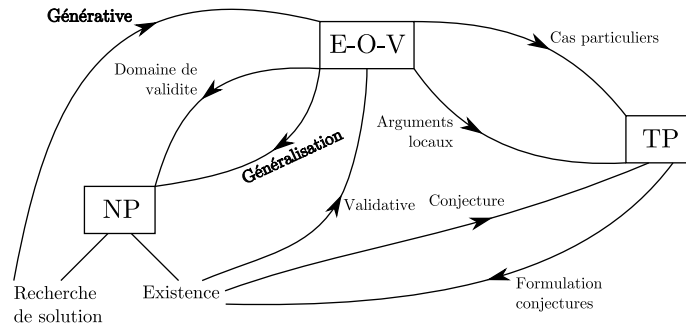 Générative
E-O-V
Cas particuliers
Domaine de
validite
Arguments
locaux
TP
Généralisation
NP
Validative
Conjecture
Recherche
de solution
Existence
Formulation
conjectures